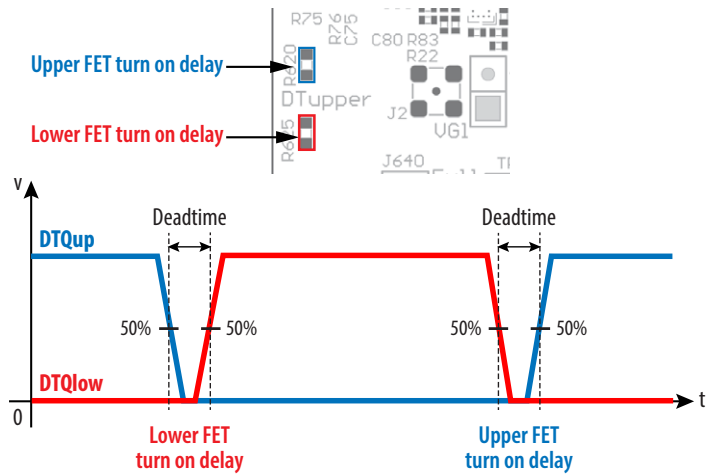 R75
R76
C75
C80 R83
R22
Upper FET turn on delay
R620
DTupper
J2
VG1
Lower FET turn on delay
R625
J640
v
Deadtime
Deadtime
DTQup
50%
50%
50%
50%
DTQlow
0
t
Lower FET
turn on delay
Upper FET
turn on delay